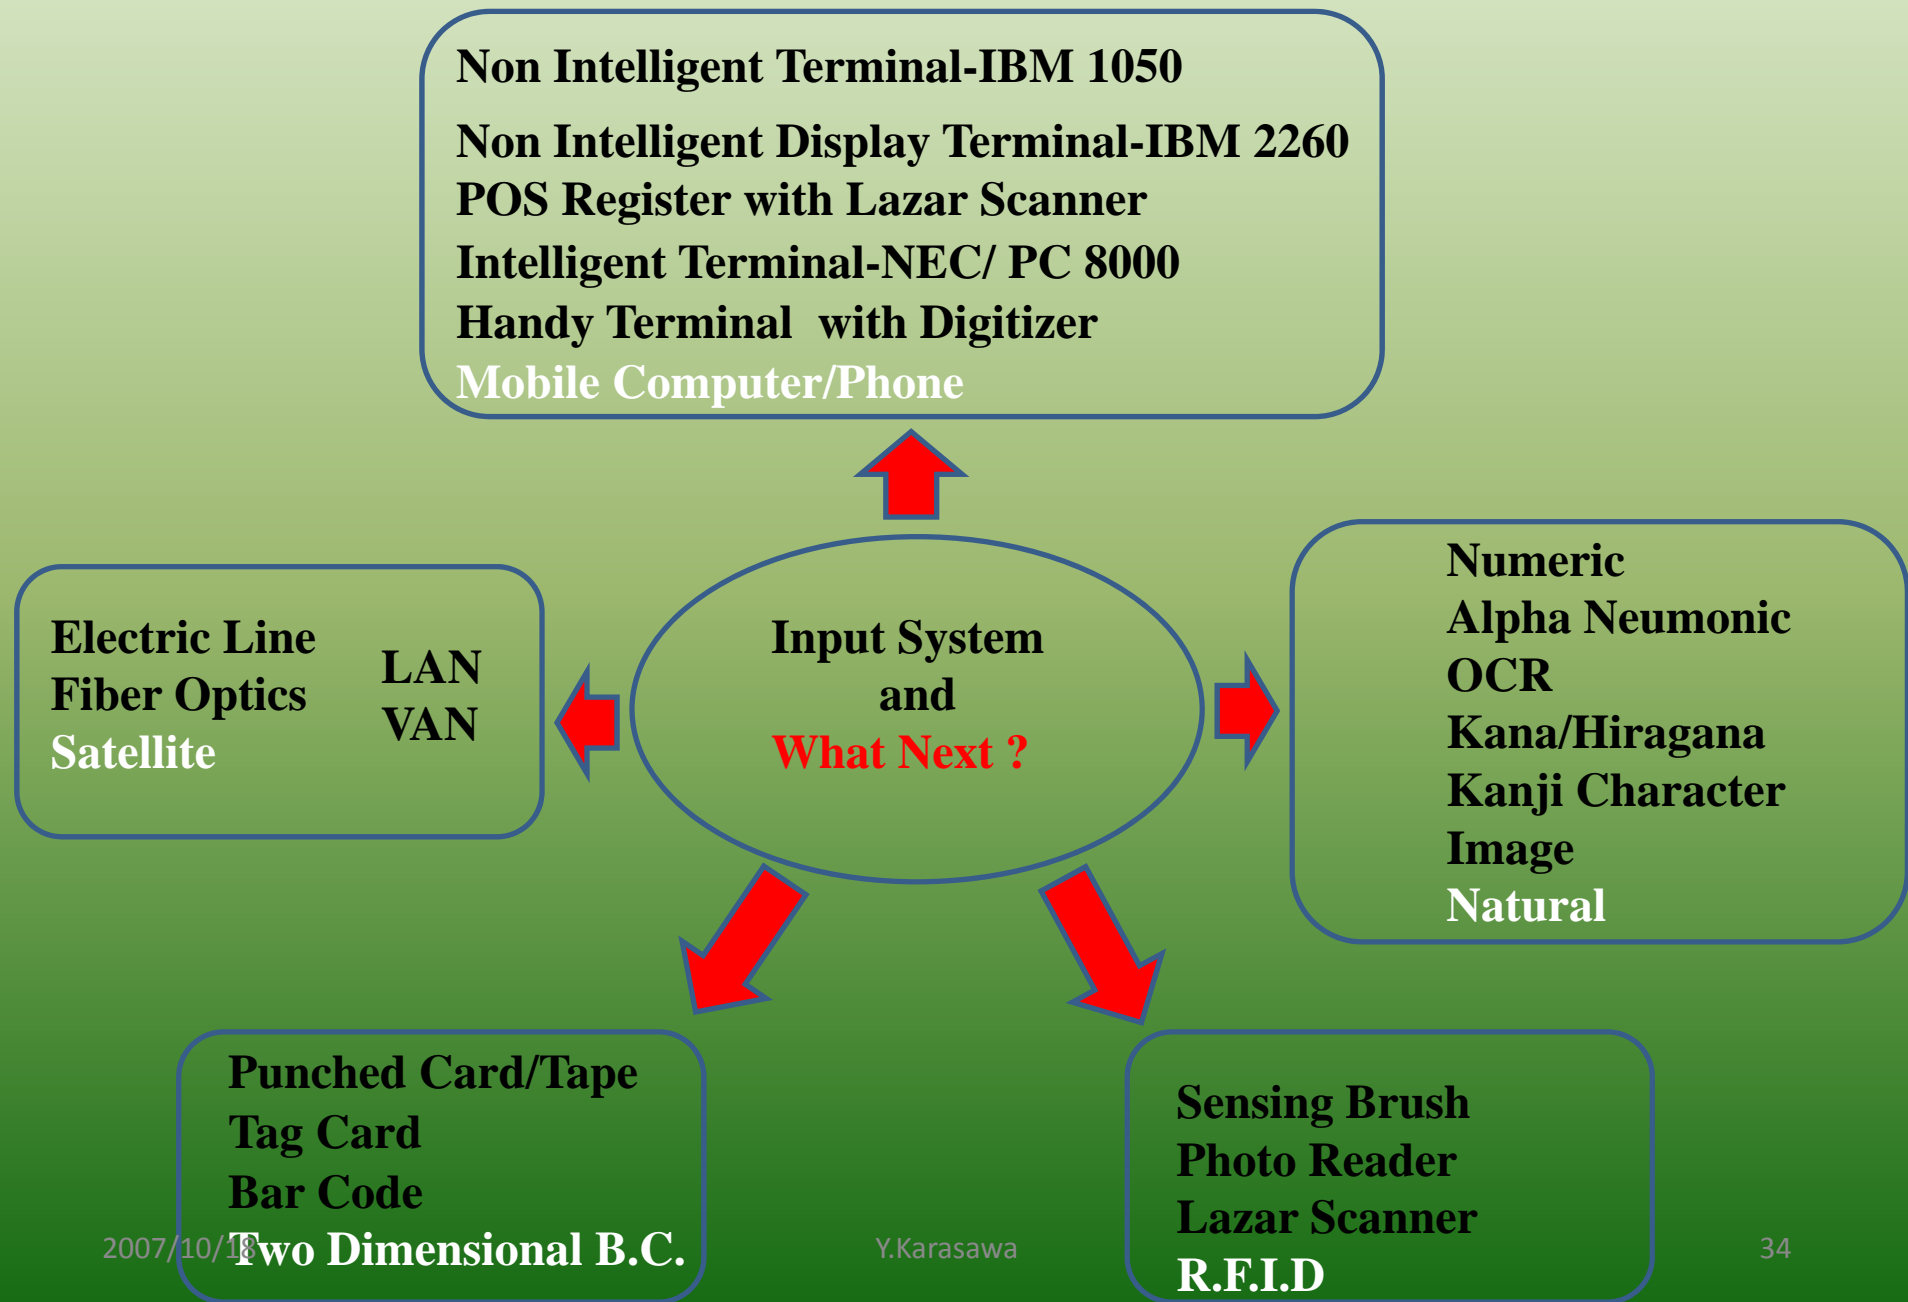 Non Intelligent Terminal-IBM 1050
Non Intelligent Display Terminal-IBM 2260
POS Register with Lazar Scanner
Intelligent Terminal-NEC/ PC 8000
Handy Terminal  with Digitizer
Mobile Computer/Phone
Electric Line
Fiber Optics
Satellite
LAN
VAN
Input System
and
What Next ?
Numeric
Alpha Neumonic
OCR
Kana/Hiragana
Kanji Character
Image
Natural
Punched Card/Tape
Tag Card
Bar Code
Two Dimensional B.C.
Sensing Brush
Photo Reader
Lazar Scanner
R.F.I.D
2007/10/18
Y.Karasawa
34